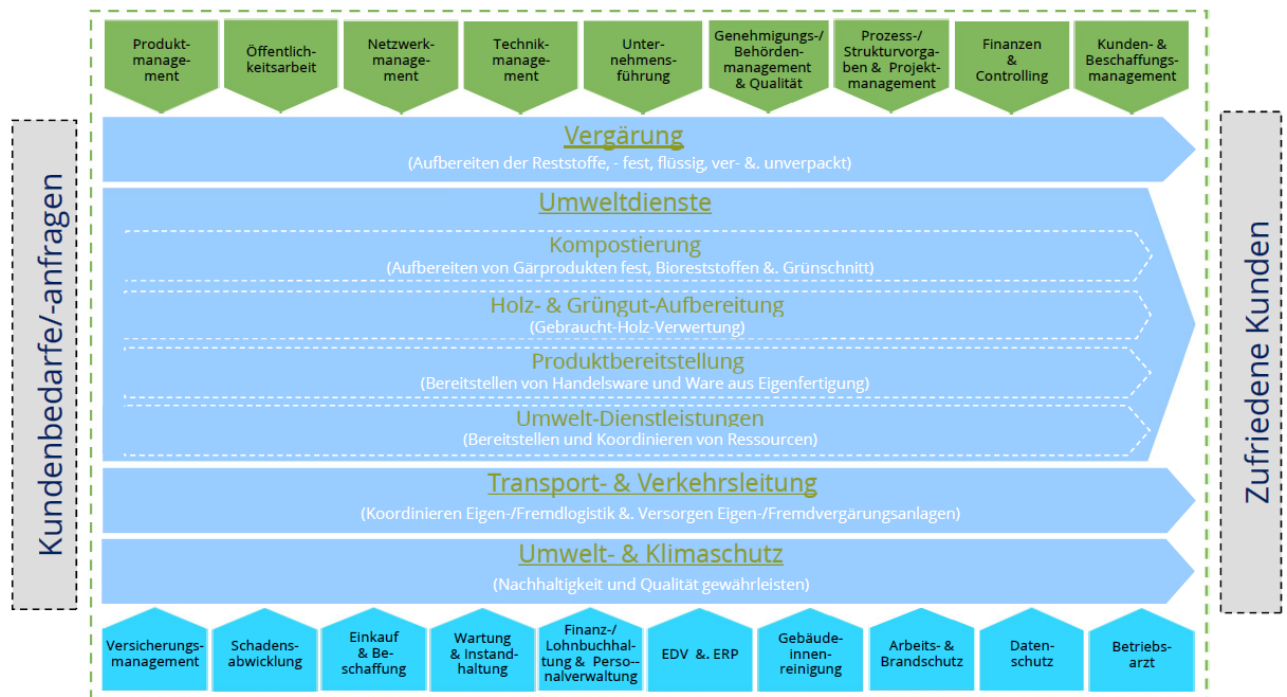 Produkt-
manage-
ment
Öffentlich-
keitsarbeit
Netzwerk-
manage-
ment
Technik-
manage-
ment
Unter-
nehmens-
führung
Genehmigungs-/
Behörden-
management
& Qualität
Prozess-/
Strukturvorga-
ben & Projekt-
management
Finanzen
&
Controlling
Kunden- &
Beschaffungs-
management
Kundenbedarfe/-anfragen
Vergärung
(Aufbereiten der Reststoffe, - fest, flüssig, ver- &. unverpackt)
Umweltdienste
Kompostierung
(Aufbereiten von Gärprodukten fest, Bioreststoffen &. Grünschnitt)
Holz- & Grüngut-Aufbereitung
(Gebraucht-Holz-Verwertung)
Produktbereitstellung
(Bereitstellen von Handelsware und Ware aus Eigenfertigung)
Umwelt-Dienstleistungen
(Bereitstellen und Koordinieren von Ressourcen)
Transport- & Verkehrsleitung
(Koordinieren Eigen-/Fremdlogistik &. Versorgen Eigen-/Fremdvergärungsanlagen)
Umwelt- & Klimaschutz
(Nachhaltigkeit und Qualität gewährleisten)
Zufriedene Kunden
Versicherungs-
management
Schadens-
abwicklung
Einkauf
& Be-
schaffung
Wartung
& Instand-
haltung
Finanz-/
Lohnbuchhal-
tung & Perso--
nalverwaltung
EDV &. ERP
Gebäude-
innen-
reinigung
Arbeits- &
Brandschutz
Daten-
schutz
Betriebs-
arzt